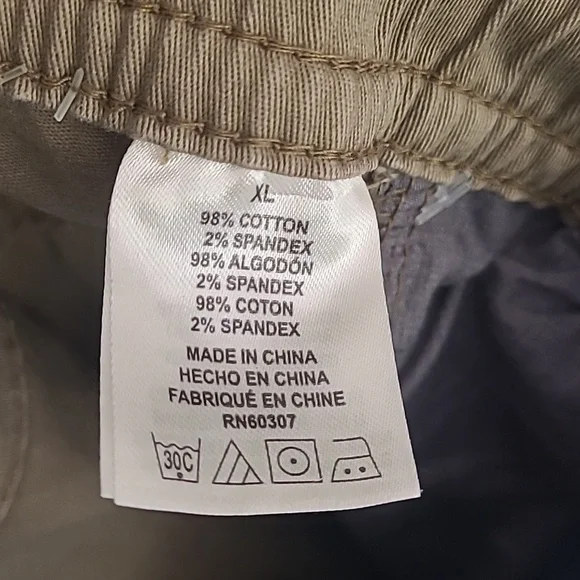 XL
98% COTTON
2% SPANDEX
98% ALGODÓN
2% SPANDEX
98% COTON
2% SPANDEX
MADE IN CHINA
HECHO EN CHINA
FABRIQUÉ EN CHINE
RN60307
30C